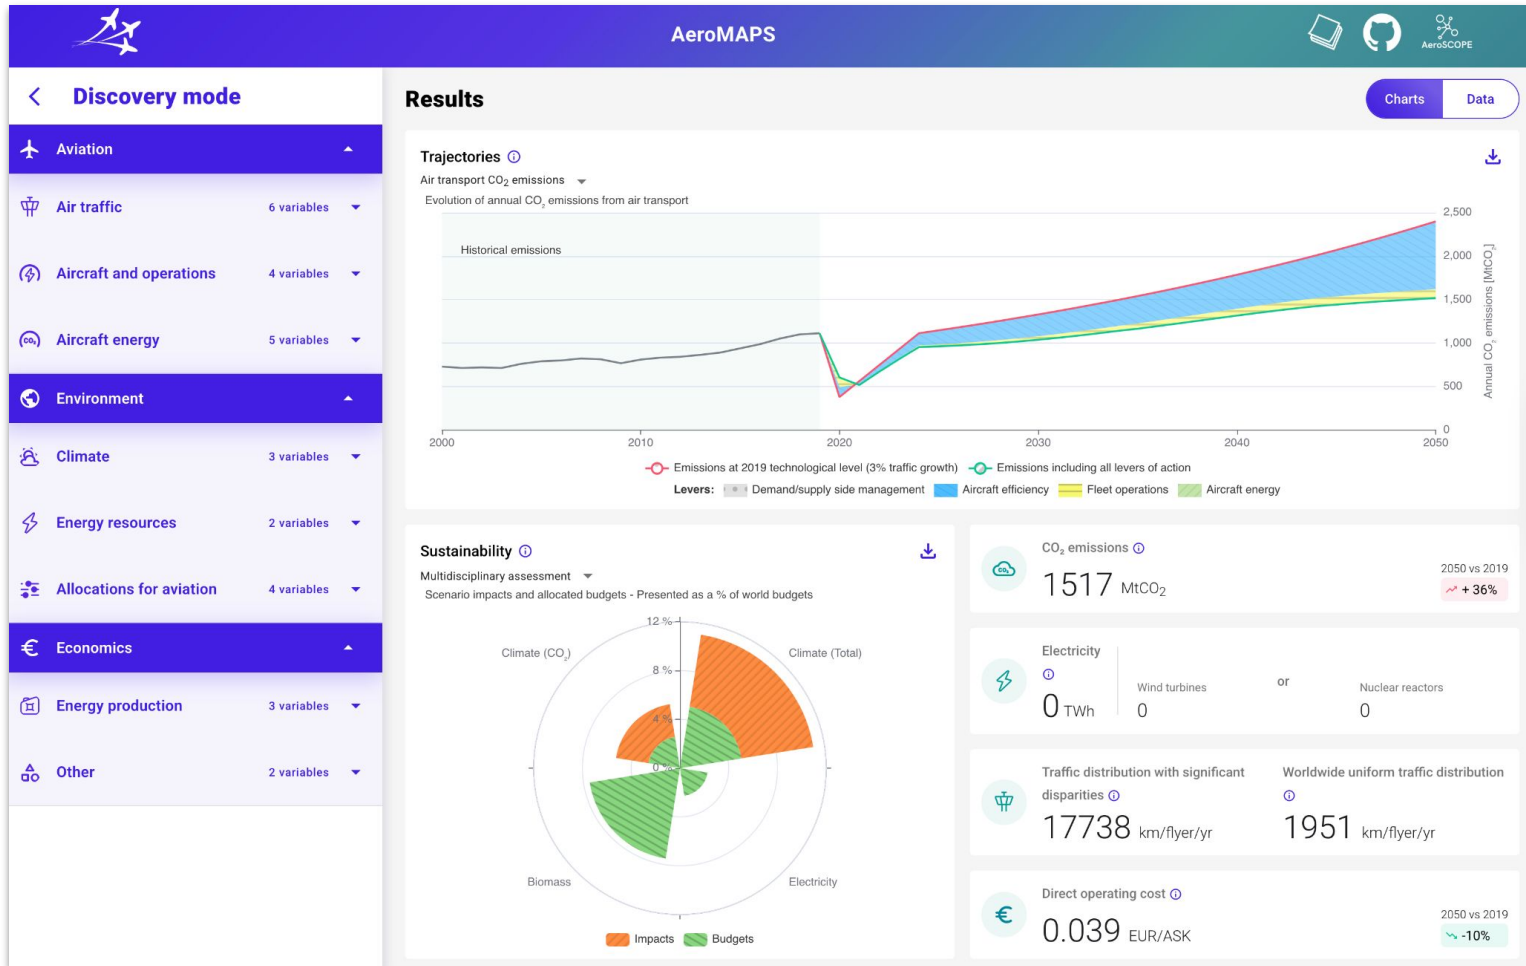 AeroMAPS
AeroSCOPE
Discovery mode
Aviation
Air traffic 6 variables
Aircraft and operations 4 variables
Aircraft energy 5 variables
Environment
Climate 3 variables
Energy resources 2 variables
Allocations for aviation 4 variables
Economics
Energy production 3 variables
Other 2 variables
Results
Charts Data
Trajectories
Air transport CO₂ emissions
Evolution of annual CO₂ emissions from air transport
Historical emissions
2,500
2,000
1,500
1,000
500
0
Annual CO₂ emissions [MtCO₂]
2000 2010 2020 2030 2040 2050
Emissions at 2019 technological level (3% traffic growth) Emissions including all levers of action
Levers: Demand/supply side management Aircraft efficiency Fleet operations Aircraft energy
Sustainability
Multidisciplinary assessment
Scenario impacts and allocated budgets - Presented as a % of world budgets
12 %
8 %
4 %
0 %
Climate (CO₂) Climate (Total)
Biomass Electricity
Impacts Budgets
CO₂ emissions
1517 MtCO₂
2050 vs 2019
+ 36%
Electricity
0 TWh
Wind turbines
0
or
Nuclear reactors
0
Traffic distribution with significant
disparities
17738 km/flyer/yr
Worldwide uniform traffic distribution
1951 km/flyer/yr
Direct operating cost
€
0.039 EUR/ASK
2050 vs 2019
-10%